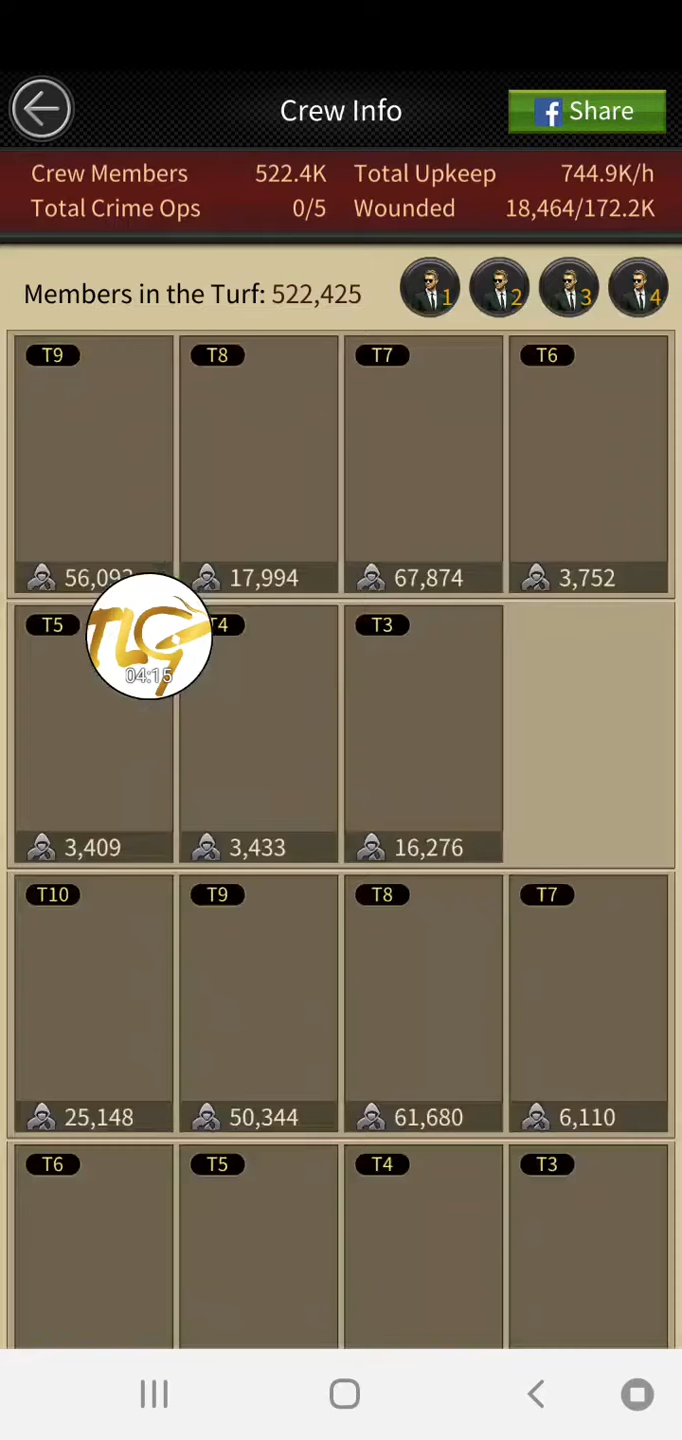 Crew Info
f Share
Crew Members 522.4K Total Upkeep 744.9K/h
Total Crime Ops 0/5 Wounded 18,464/172.2K
Members in the Turf: 522,425 1 2 3 4
T9 T8 T7 T6
17,994 67,874 3,752
T5 T4 T3
TLG
04:15
3,409 3,433 16,276
T10 T9 T8 T7
25,148 50,344 61,680 6,110
T6 T5 T4 T3